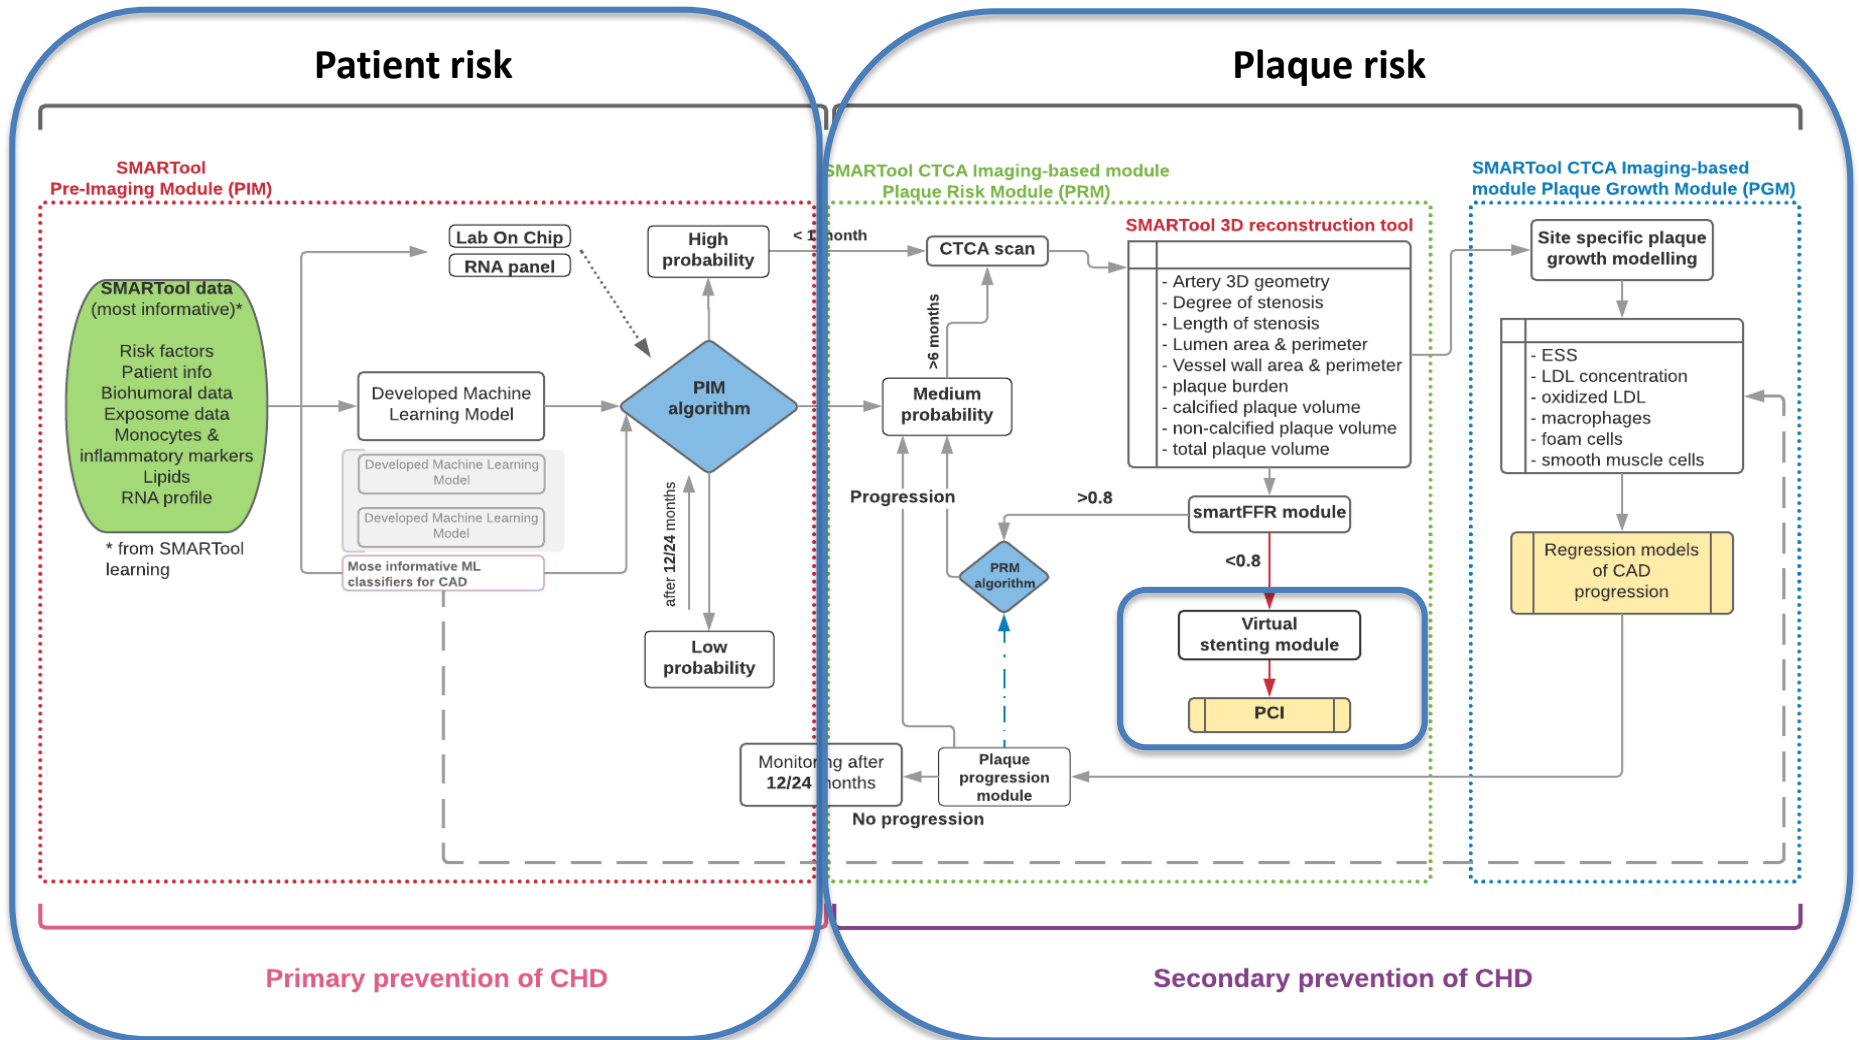 Patient risk
Plaque risk
SMARTool
Pre-Imaging Module (PIM)
SMARTool CTCA Imaging-based module
Plaque Risk Module (PRM)
SMARTool CTCA Imaging-based
module Plaque Growth Module (PGM)
SMARTool data
(most informative)*
Risk factors
Patient info
Biohumoral data
Exposome data
Monocytes &
inflammatory markers
Lipids
RNA profile
* from SMARTool
learning
Lab On Chip
RNA panel
Developed Machine
Learning Model
Developed Machine Learning
Model
Developed Machine Learning
Model
Mose informative ML
classifiers for CAD
High
probability
PIM
algorithm
after 12/24 months
Low
probability
< 1 month
CTCA scan
>6 months
Medium
probability
Progression
>0.8
PRM
algorithm
SMARTool 3D reconstruction tool
- Artery 3D geometry
- Degree of stenosis
- Length of stenosis
- Lumen area & perimeter
- Vessel wall area & perimeter
- plaque burden
- calcified plaque volume
- non-calcified plaque volume
- total plaque volume
smartFFR module
<0.8
Virtual
stenting module
PCI
Monitoring after
12/24 months
Plaque
progression
module
No progression
Site specific plaque
growth modelling
- ESS
- LDL concentration
- oxidized LDL
- macrophages
- foam cells
- smooth muscle cells
Regression models
of CAD
progression
Primary prevention of CHD
Secondary prevention of CHD